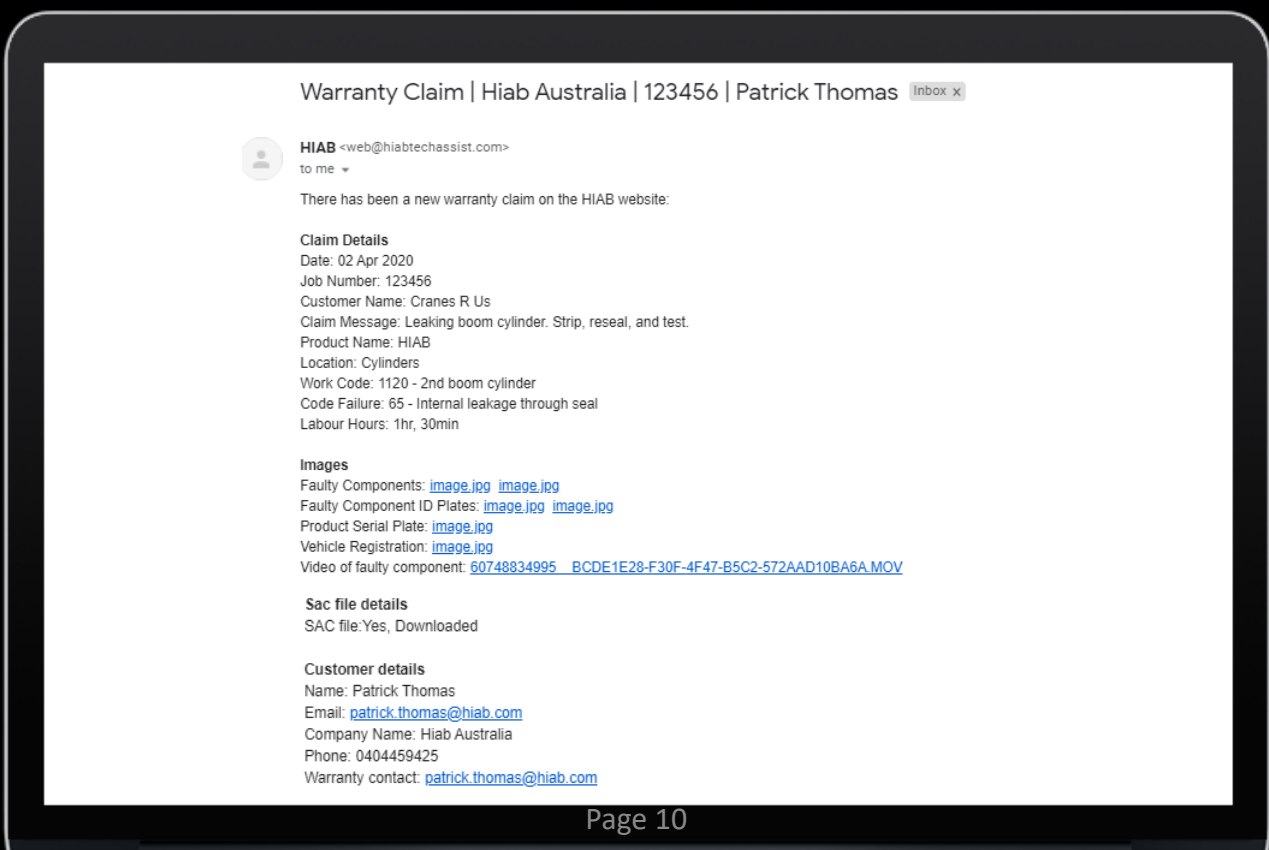 Warranty Claim | Hiab Australia | 123456 | Patrick Thomas Inbox x
HIAB <web@hiabtechassist.com>
to me
There has been a new warranty claim on the HIAB website:
Claim Details
Date: 02 Apr 2020
Job Number: 123456
Customer Name: Cranes R Us
Claim Message: Leaking boom cylinder. Strip, reseal, and test.
Product Name: HIAB
Location: Cylinders
Work Code: 1120 - 2nd boom cylinder
Code Failure: 65 - Internal leakage through seal
Labour Hours: 1hr, 30min
Images
Faulty Components: image.jpg image.jpg
Faulty Component ID Plates: image.jpg image.jpg
Product Serial Plate: image.jpg
Vehicle Registration: image.jpg
Video of faulty component: 60748834995__BCDE1E28-F30F-4F47-B5C2-572AAD10BA6A.MOV
Sac file details
SAC file:Yes, Downloaded
Customer details
Name: Patrick Thomas
Email: patrick.thomas@hiab.com
Company Name: Hiab Australia
Phone: 0404459425
Warranty contact: patrick.thomas@hiab.com
Page 10